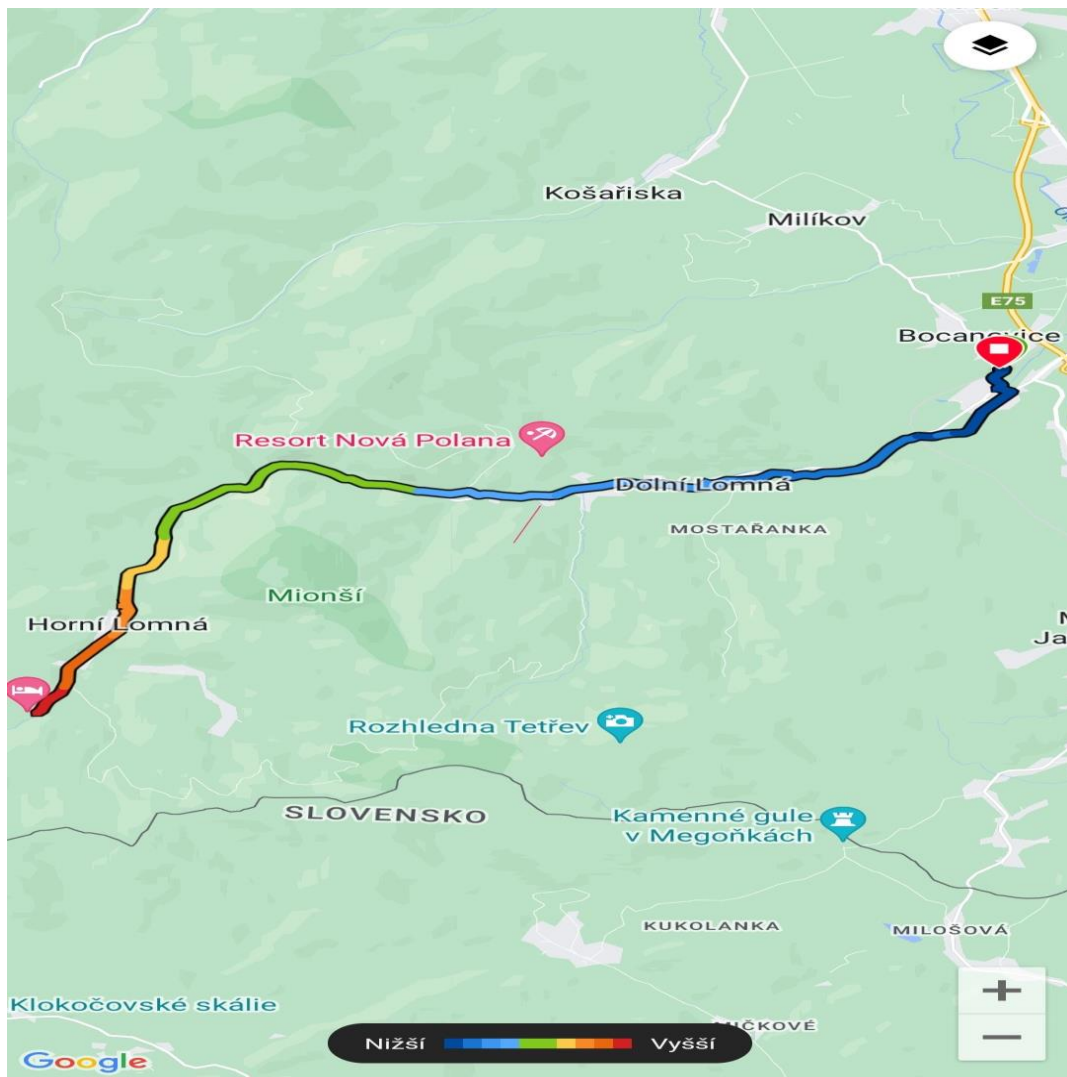 Košařiska
Milíkov
E75
Bocanovice
Resort Nová Polana
Dolní Lomná
MOSTAŘANKA
Mionší
Horní Lomná
Rozhledna Tetřev
SLOVENSKO
Kamenné gule
v Megoňkách
KUKOLANKA
MILOŠOVÁ
Klokočovské skálie
Nižší
Vyšší
Google